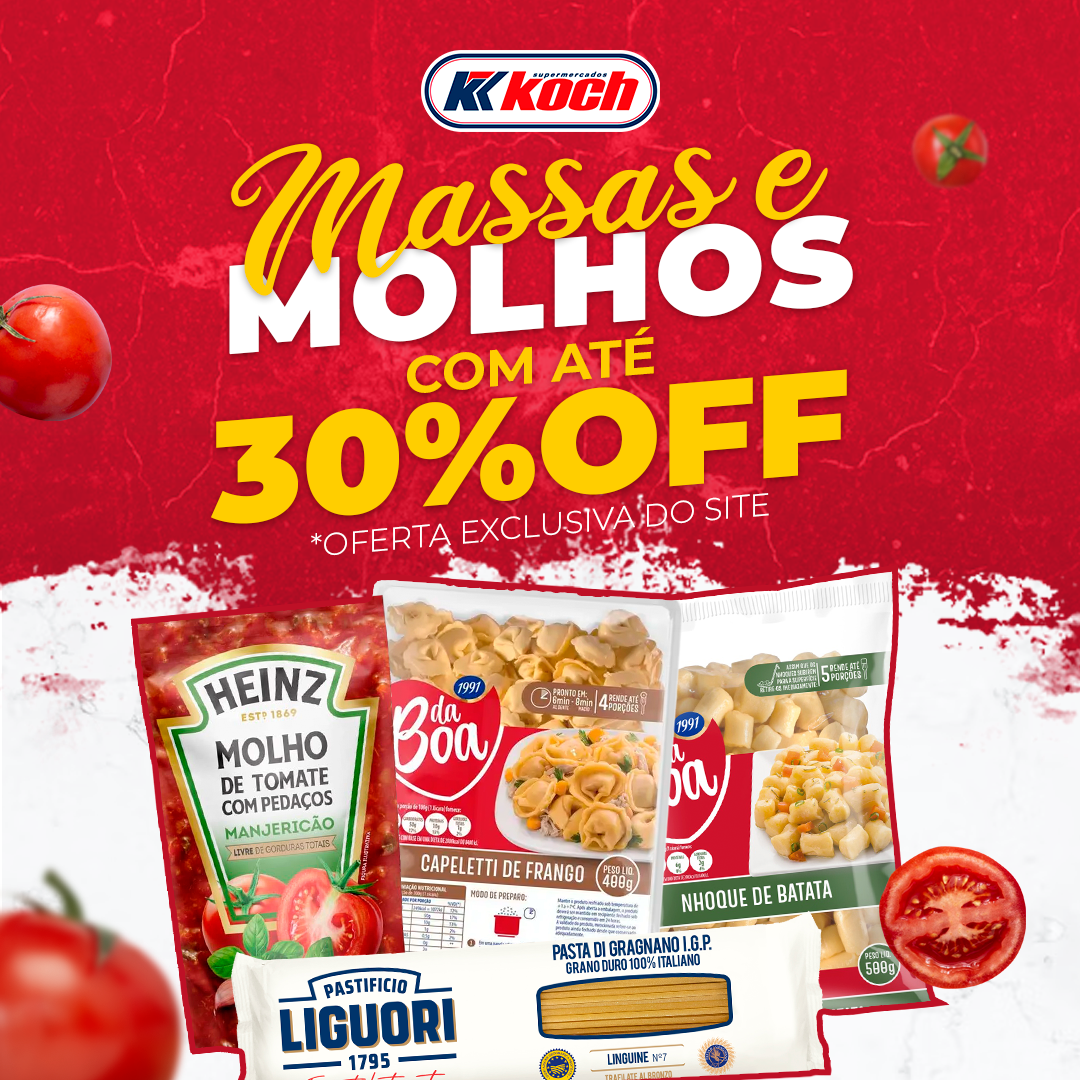 supermercados
K koch
Massas e
MOLHOS
COM ATÉ
30%OFF
*OFERTA EXCLUSIVA DO SITE
HEINZ
ESTD 1869
MOLHO
DE TOMATE
COM PEDAÇOS
MANJERICÃO
LIVRE DE GORDURAS TOTAIS
1991
da
Boa
PRONTO EM:
6min - 8min
RENDE ATÉ
4 PORÇÕES
CAPELETTI DE FRANGO
PESO LIQ.
400g
MODO DE PREPARO:
1991
RENDE ATÉ
5 PORÇÕES
NHOQUE DE BATATA
PESO LIQ.
500g
PASTIFICIO
LIGUORI
1795
PASTA DI GRAGNANO I.G.P.
GRANO DURO 100% ITALIANO
LINGUINE Nº7
TRAFILATE AL BRONZO